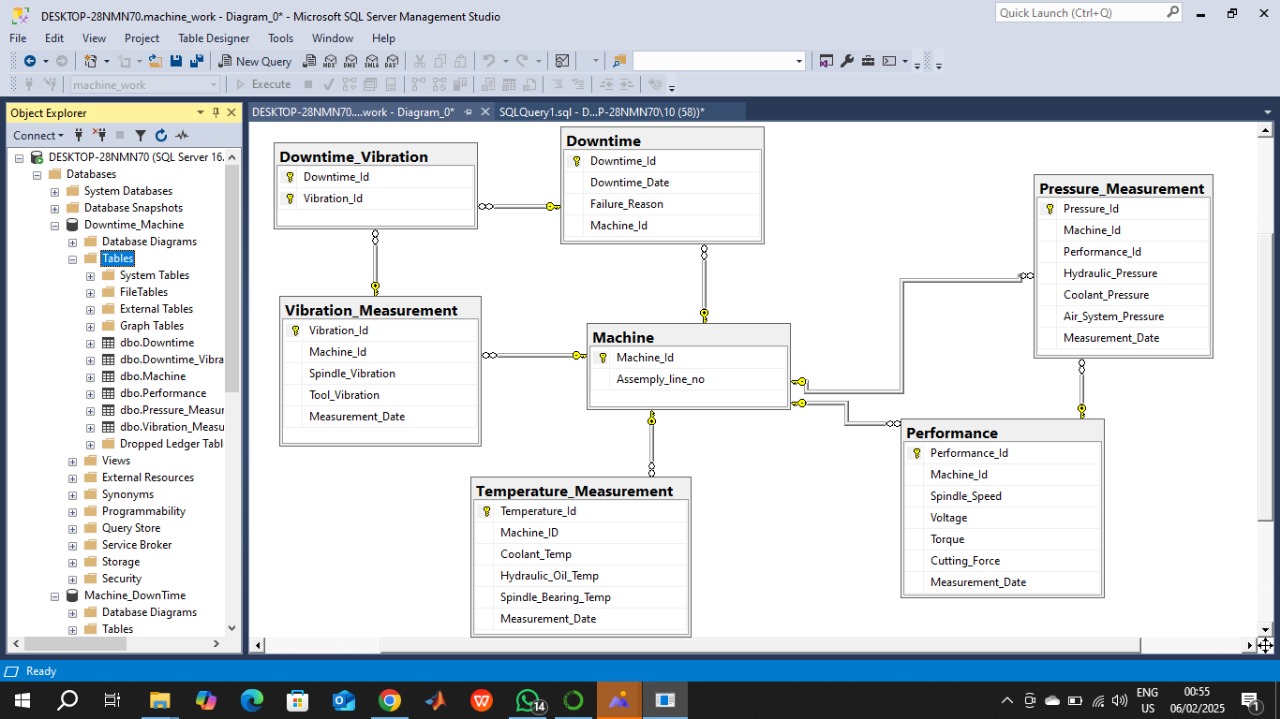 DESKTOP-28NMN70.machine_work - Diagram_0* - Microsoft SQL Server Management Studio
Quick Launch (Ctrl+Q)
File Edit View Project Table Designer Tools Window Help
New Query
MDX DMX XMLA DAX
machine_work
Execute
Object Explorer
Connect
DESKTOP-28NMN70 (SQL Server 16.
Databases
System Databases
Database Snapshots
Downtime_Machine
Database Diagrams
Tables
System Tables
FileTables
External Tables
Graph Tables
dbo.Downtime
dbo.Downtime_Vibra
dbo.Machine
dbo.Performance
dbo.Pressure_Measur
dbo.Vibration_Measu
Dropped Ledger Tabl
Views
External Resources
Synonyms
Programmability
Query Store
Service Broker
Storage
Security
Machine_DownTime
Database Diagrams
Tables
DESKTOP-28NMN70....work - Diagram_0*
SQLQuery1.sql - D...P-28NMN70\10 (58))*
Downtime_Vibration
Downtime_Id
Vibration_Id
Downtime
Downtime_Id
Downtime_Date
Failure_Reason
Machine_Id
Pressure_Measurement
Pressure_Id
Machine_Id
Performance_Id
Hydraulic_Pressure
Coolant_Pressure
Air_System_Pressure
Measurement_Date
Vibration_Measurement
Vibration_Id
Machine_Id
Spindle_Vibration
Tool_Vibration
Measurement_Date
Machine
Machine_Id
Assemply_line_no
Performance
Performance_Id
Machine_Id
Spindle_Speed
Voltage
Torque
Cutting_Force
Measurement_Date
Temperature_Measurement
Temperature_Id
Machine_ID
Coolant_Temp
Hydraulic_Oil_Temp
Spindle_Bearing_Temp
Measurement_Date
Ready
14
ENG
US
00:55
06/02/2025
1